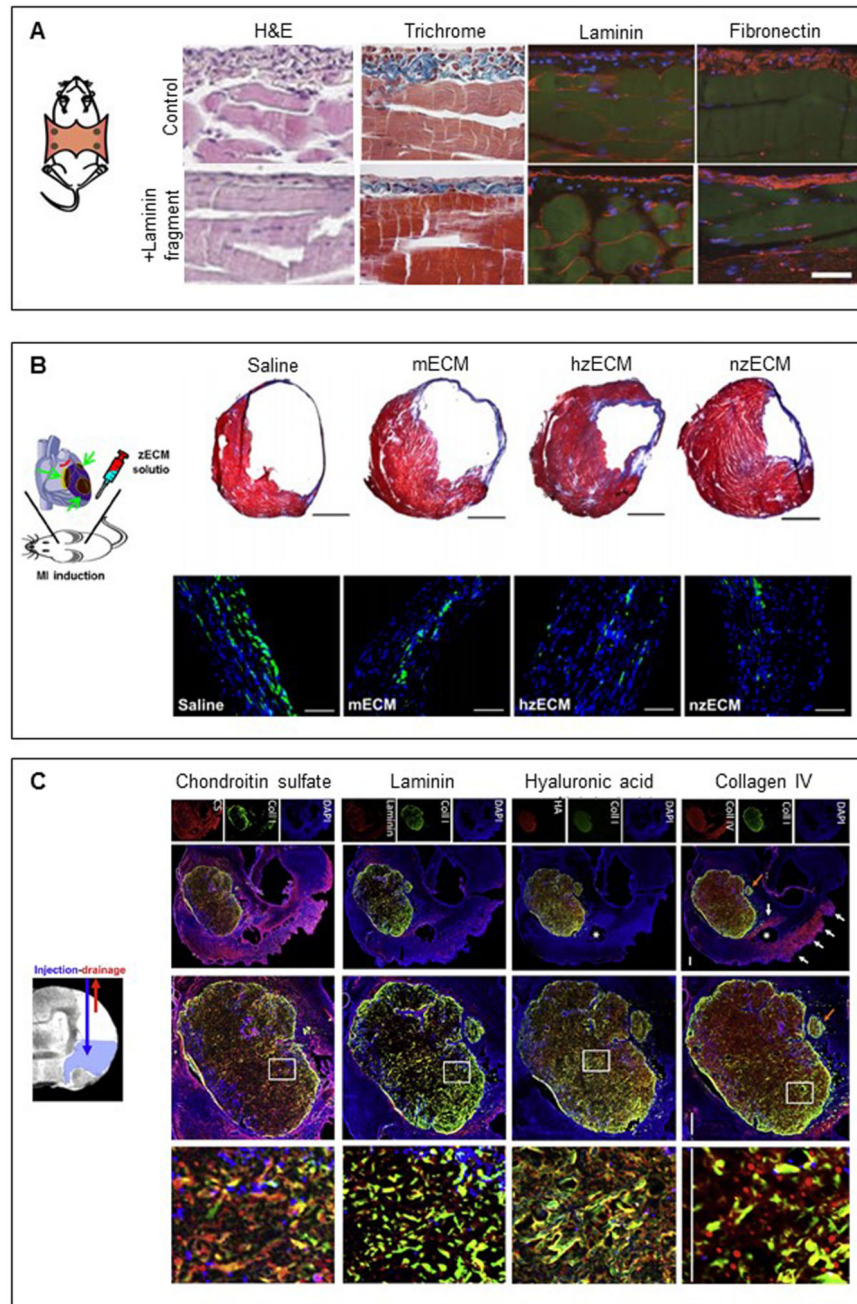 A
H&E
Trichrome
Laminin
Fibronectin
Control
+Laminin
fragment
B
Saline
mECM
hzECM
nzECM
zECM
solutio
MI induction
Saline
mECM
hzECM
nzECM
C
Chondroitin sulfate
Laminin
Hyaluronic acid
Collagen IV
CS
Coll I
DAPI
Laminin
Coll I
DAPI
HA
Coll I
DAPI
Coll IV
Coll I
DAPI
Injection-drainage